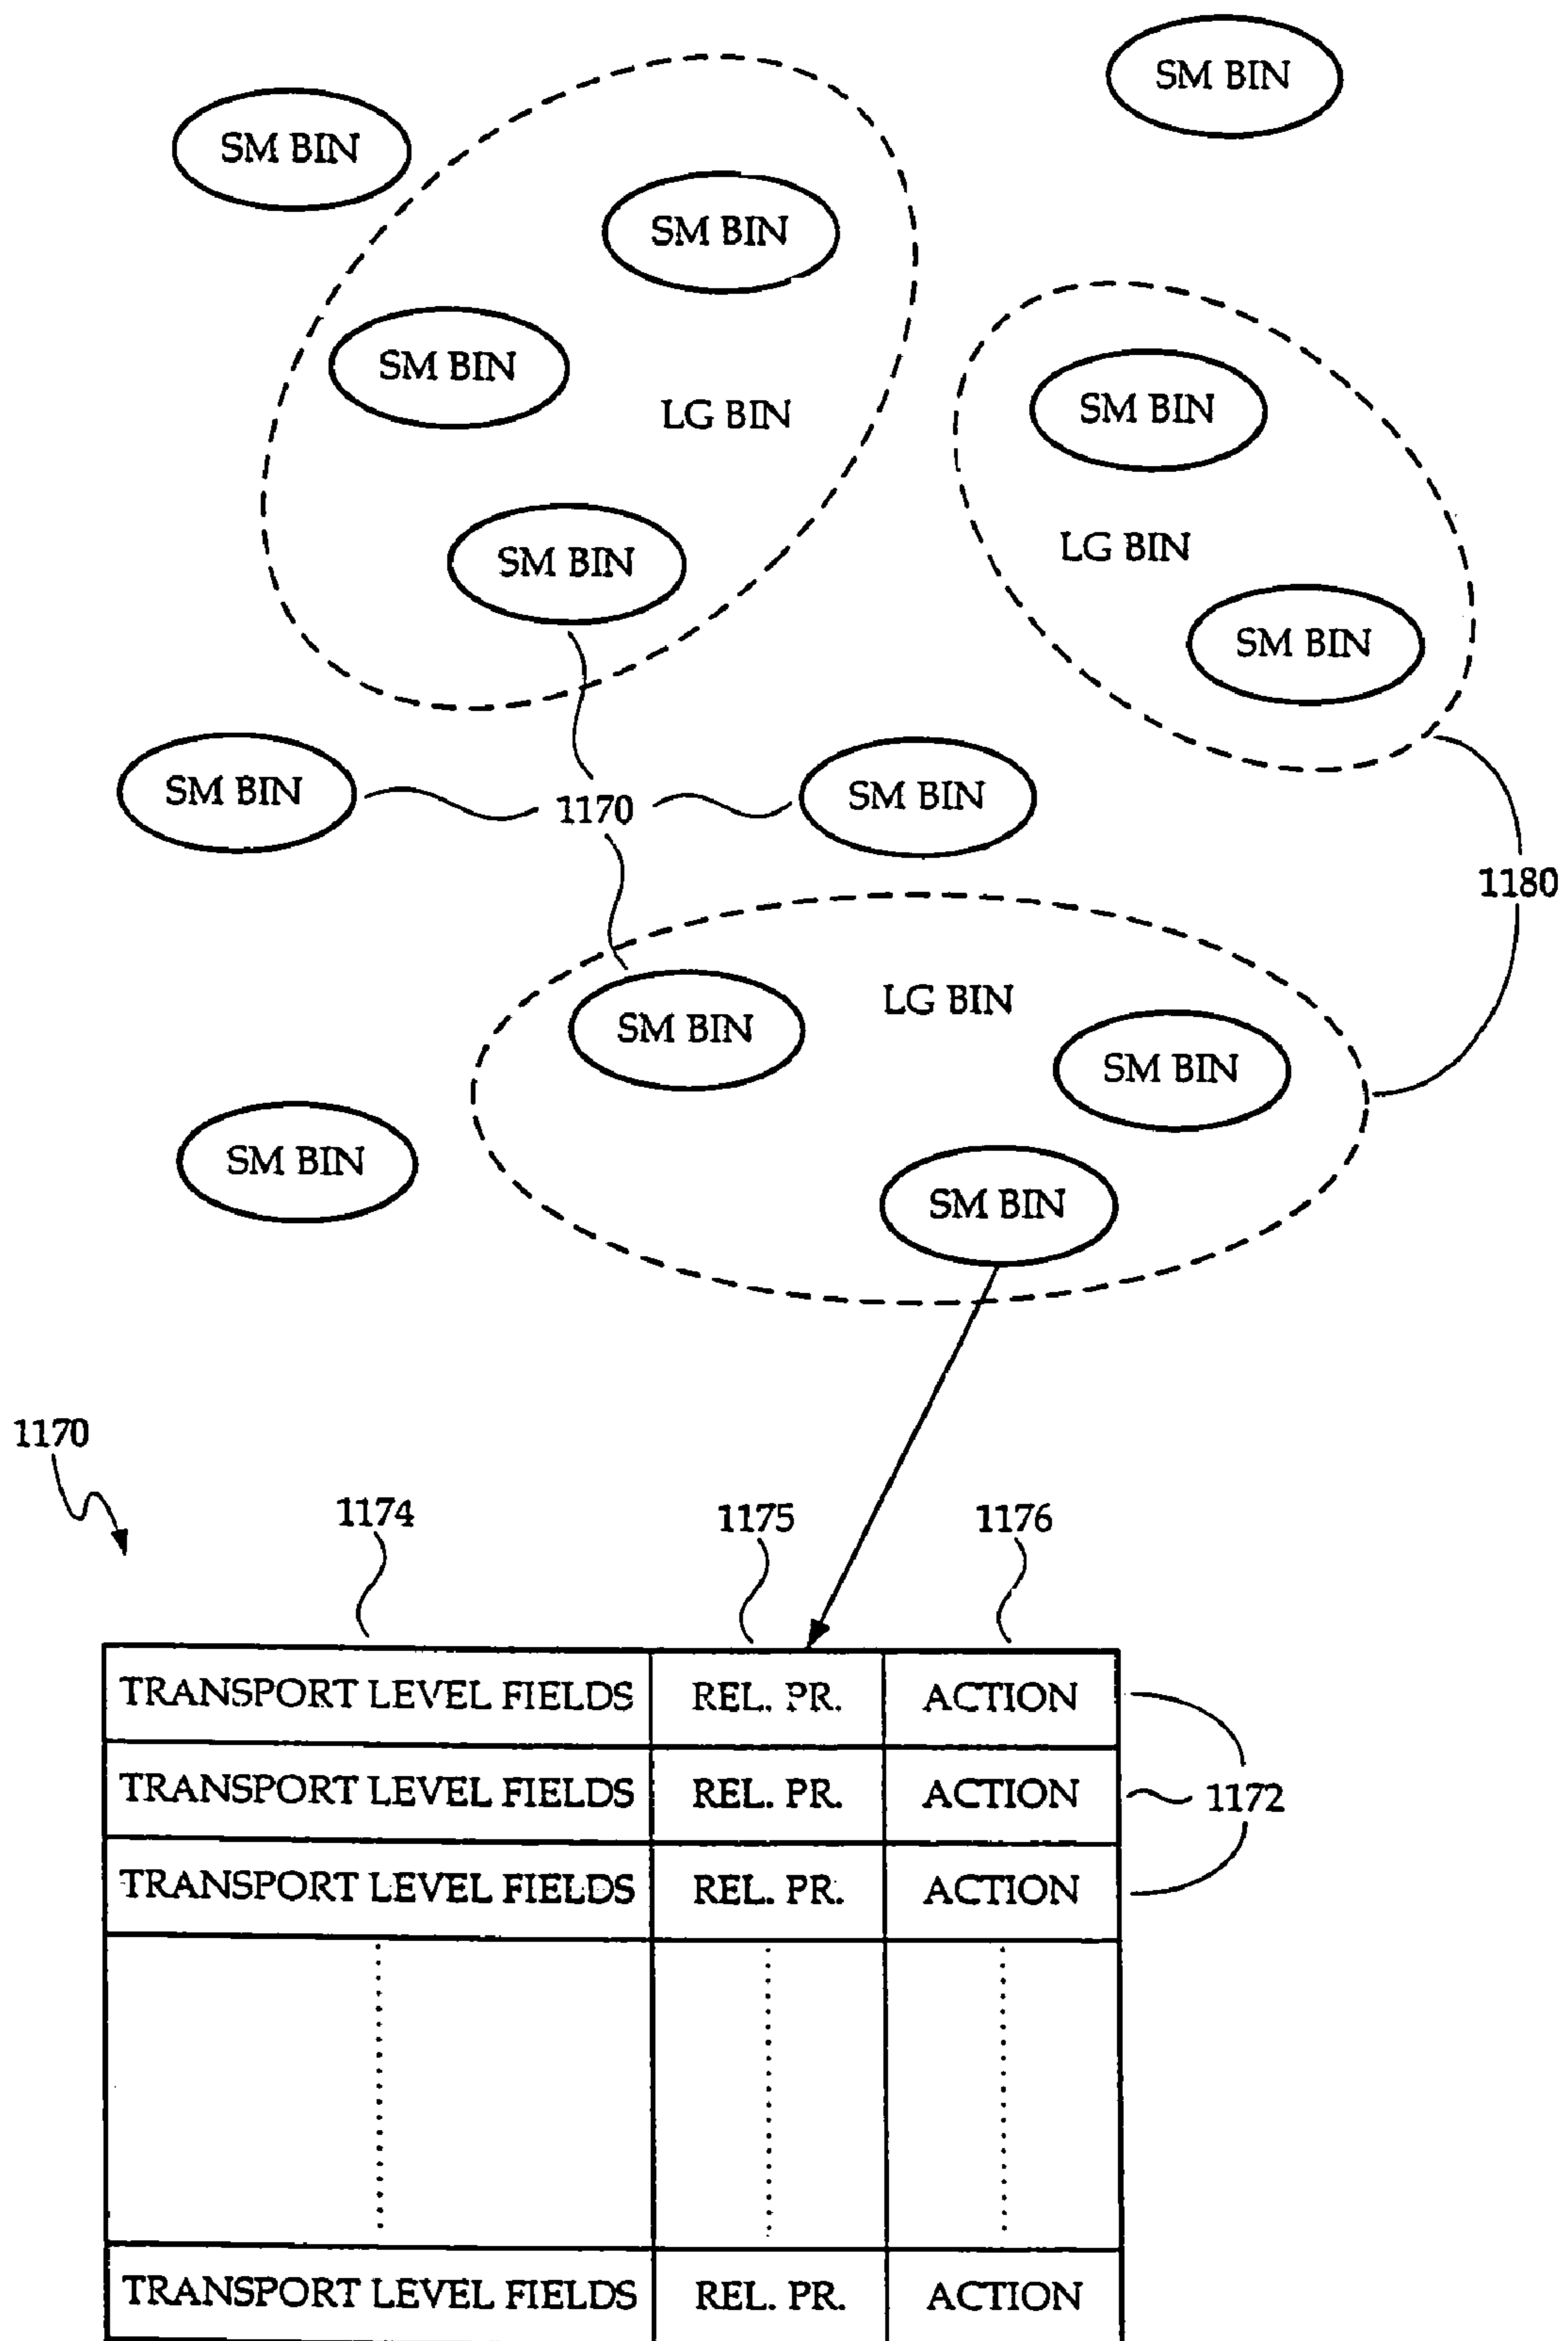 SM BIN
SM BIN
SM BIN
SM BIN
SM BIN
LG BIN
LG BIN
SM BIN
SM BIN
SM BIN
1170
SM BIN
1180
LG BIN
SM BIN
SM BIN
SM BIN
SM BIN
1170
1174
1175
1176
TRANSPORT LEVEL FIELDS REL. PR. ACTION
TRANSPORT LEVEL FIELDS REL. PR. ACTION
1172
TRANSPORT LEVEL FIELDS REL. PR. ACTION
TRANSPORT LEVEL FIELDS REL. PR. ACTION